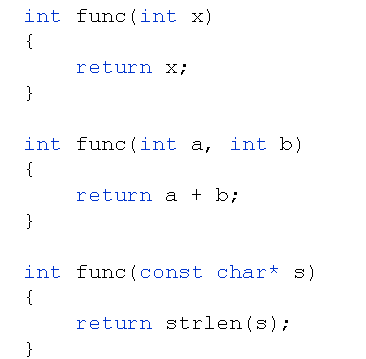 int func(int x)
{
    return x;
}

int func(int a, int b)
{
    return a + b;
}

int func(const char* s)
{
    return strlen(s);
}